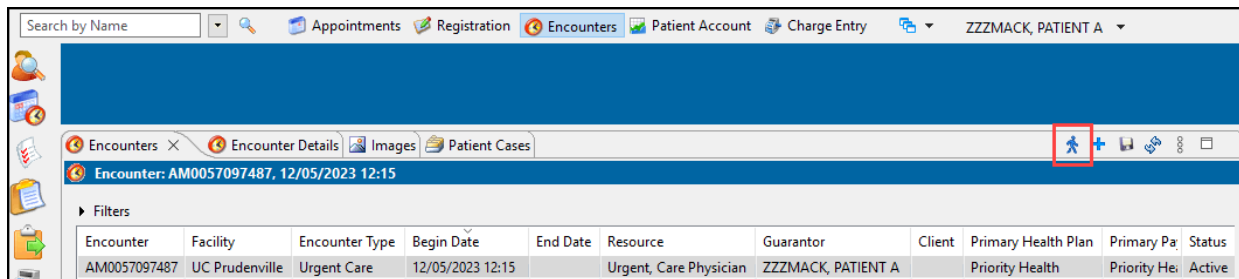 Search by Name Appointments Registration Encounters Patient Account Charge Entry ZZZMACK, PATIENT A
Encounters Encounter Details Images Patient Cases
Encounter: AM0057097487, 12/05/2023 12:15
Filters
Encounter Facility Encounter Type Begin Date End Date Resource Guarantor Client Primary Health Plan Primary Pa Status
AM0057097487 UC Prudenville Urgent Care 12/05/2023 12:15 Urgent, Care Physician ZZZMACK, PATIENT A Priority Health Priority Hea Active